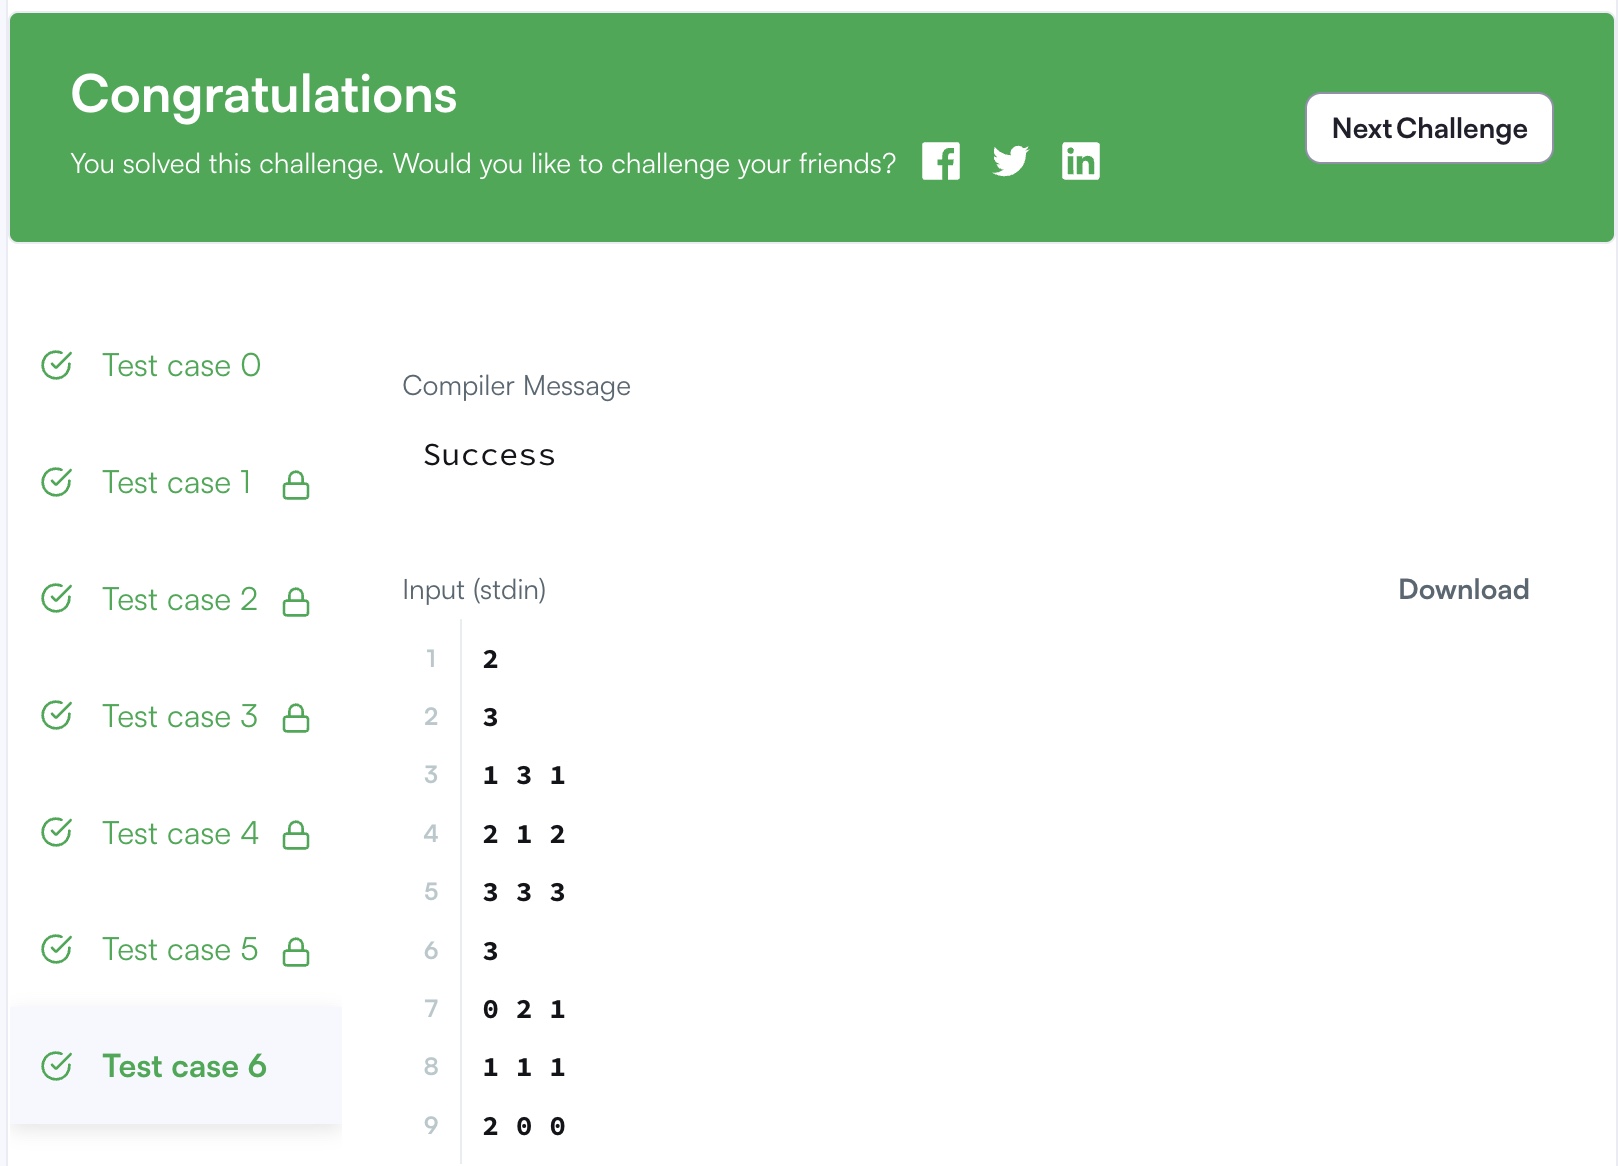 Congratulations
You solved this challenge. Would you like to challenge your friends?
Next Challenge
Test case 0
Test case 1
Test case 2
Test case 3
Test case 4
Test case 5
Test case 6
Compiler Message
Success
Input (stdin)
Download
1 2
2 3
3 1 3 1
4 2 1 2
5 3 3 3
6 3
7 0 2 1
8 1 1 1
9 2 0 0